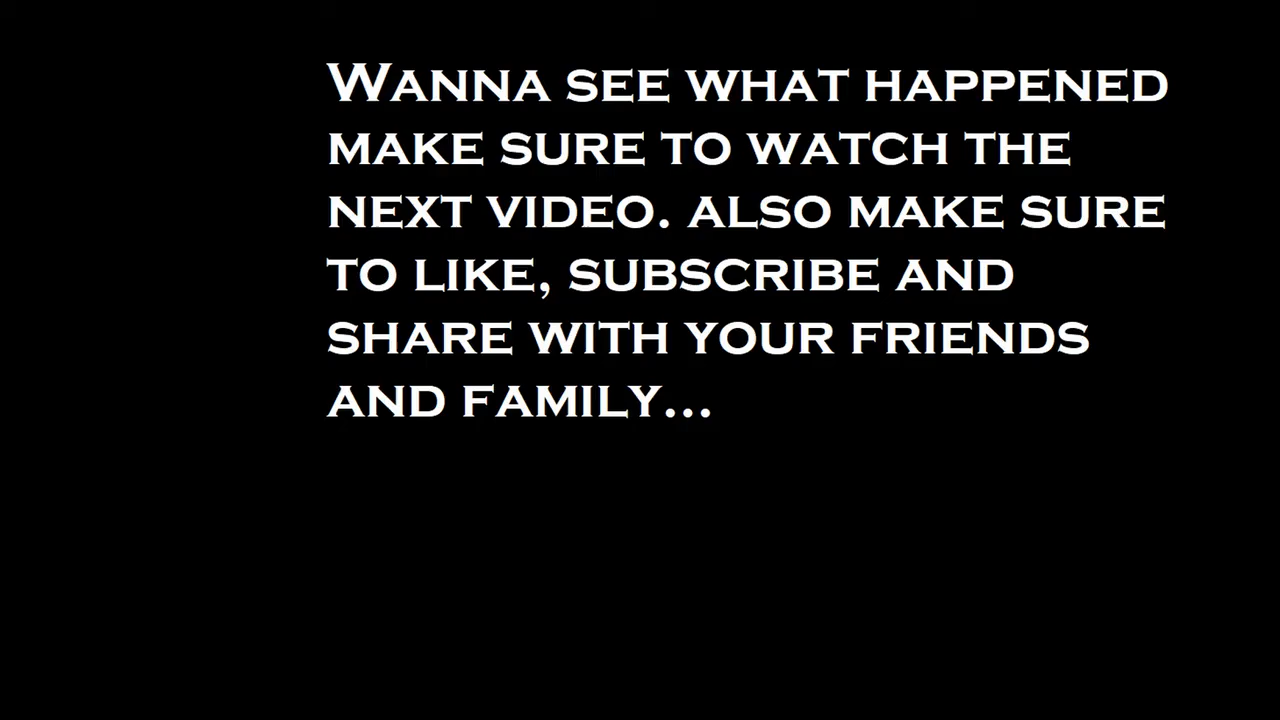 Wanna see what happened
make sure to watch the
next video. also make sure
to like, subscribe and
share with your friends
and family...